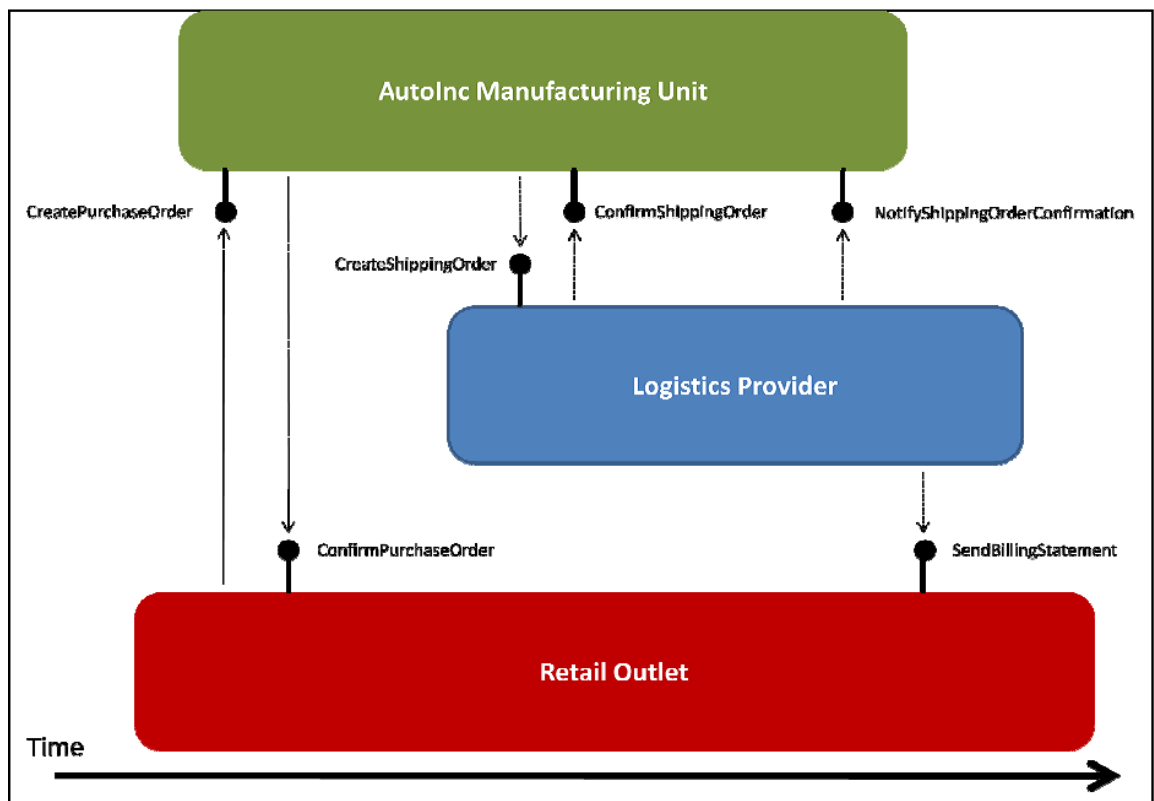 AutoInc Manufacturing Unit
CreatePurchaseOrder
ConfirmShippingOrder
NotifyShippingOrderConfirmation
CreateShippingOrder
Logistics Provider
ConfirmPurchaseOrder
SendBillingStatement
Retail Outlet
Time